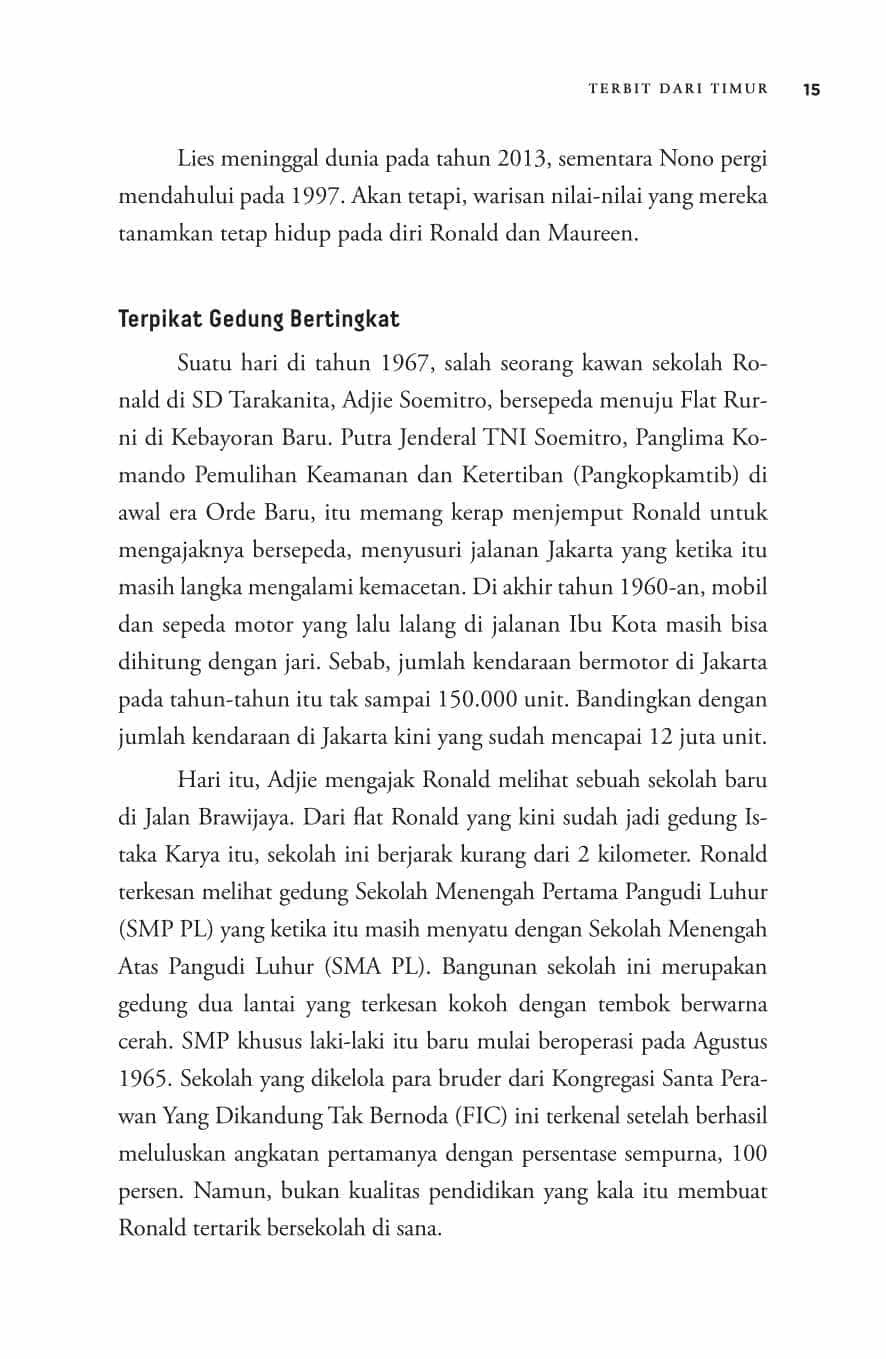 TERBIT DARI TIMUR 15
Lies meninggal dunia pada tahun 2013, sementara Nono pergi
mendahului pada 1997. Akan tetapi, warisan nilai-nilai yang mereka
tanamkan tetap hidup pada diri Ronald dan Maureen.
Terpikat Gedung Bertingkat
Suatu hari di tahun 1967, salah seorang kawan sekolah Ro-
nald di SD Tarakanita, Adjie Soemitro, bersepeda menuju Flat Rur-
ni di Kebayoran Baru. Putra Jenderal TNI Soemitro, Panglima Ko-
mando Pemulihan Keamanan dan Ketertiban (Pangkopkamtib) di
awal era Orde Baru, itu memang kerap menjemput Ronald untuk
mengajaknya bersepeda, menyusuri jalanan Jakarta yang ketika itu
masih langka mengalami kemacetan. Di akhir tahun 1960-an, mobil
dan sepeda motor yang lalu lalang di jalanan Ibu Kota masih bisa
dihitung dengan jari. Sebab, jumlah kendaraan bermotor di Jakarta
pada tahun-tahun itu tak sampai 150.000 unit. Bandingkan dengan
jumlah kendaraan di Jakarta kini yang sudah mencapai 12 juta unit.
Hari itu, Adjie mengajak Ronald melihat sebuah sekolah baru
di Jalan Brawijaya. Dari flat Ronald yang kini sudah jadi gedung Is-
taka Karya itu, sekolah ini berjarak kurang dari 2 kilometer. Ronald
terkesan melihat gedung Sekolah Menengah Pertama Pangudi Luhur
(SMP PL) yang ketika itu masih menyatu dengan Sekolah Menengah
Atas Pangudi Luhur (SMA PL). Bangunan sekolah ini merupakan
gedung dua lantai yang terkesan kokoh dengan tembok berwarna
cerah. SMP khusus laki-laki itu baru mulai beroperasi pada Agustus
1965. Sekolah yang dikelola para bruder dari Kongregasi Santa Pera-
wan Yang Dikandung Tak Bernoda (FIC) ini terkenal setelah berhasil
meluluskan angkatan pertamanya dengan persentase sempurna, 100
persen. Namun, bukan kualitas pendidikan yang kala itu membuat
Ronald tertarik bersekolah di sana.